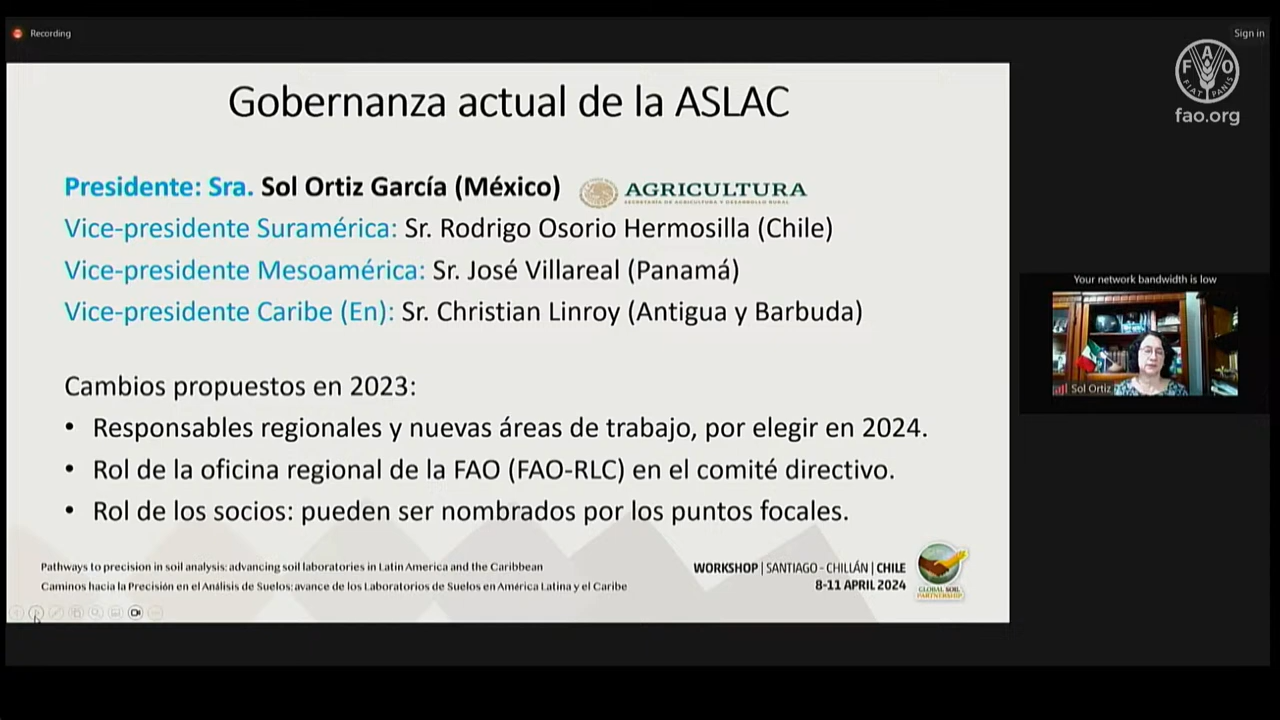 Recording
Sign in
FAO
FIAT PANIS
fao.org
Gobernanza actual de la ASLAC
Presidente: Sra. Sol Ortiz García (México)
AGRICULTURA
SECRETARÍA DE AGRICULTURA Y DESARROLLO RURAL
Vice-presidente Suramérica: Sr. Rodrigo Osorio Hermosilla (Chile)
Vice-presidente Mesoamérica: Sr. José Villareal (Panamá)
Vice-presidente Caribe (En): Sr. Christian Linroy (Antigua y Barbuda)
Your network bandwidth is low
Sol Ortiz
Cambios propuestos en 2023:
• Responsables regionales y nuevas áreas de trabajo, por elegir en 2024.
• Rol de la oficina regional de la FAO (FAO-RLC) en el comité directivo.
• Rol de los socios: pueden ser nombrados por los puntos focales.
Pathways to precision in soil analysis: advancing soil laboratories in Latin America and the Caribbean
Caminos hacia la Precisión en el Análisis de Suelos: avance de los Laboratorios de Suelos en América Latina y el Caribe
WORKSHOP | SANTIAGO - CHILLÁN | CHILE
8-11 APRIL 2024
GLOBAL SOIL
PARTNERSHIP